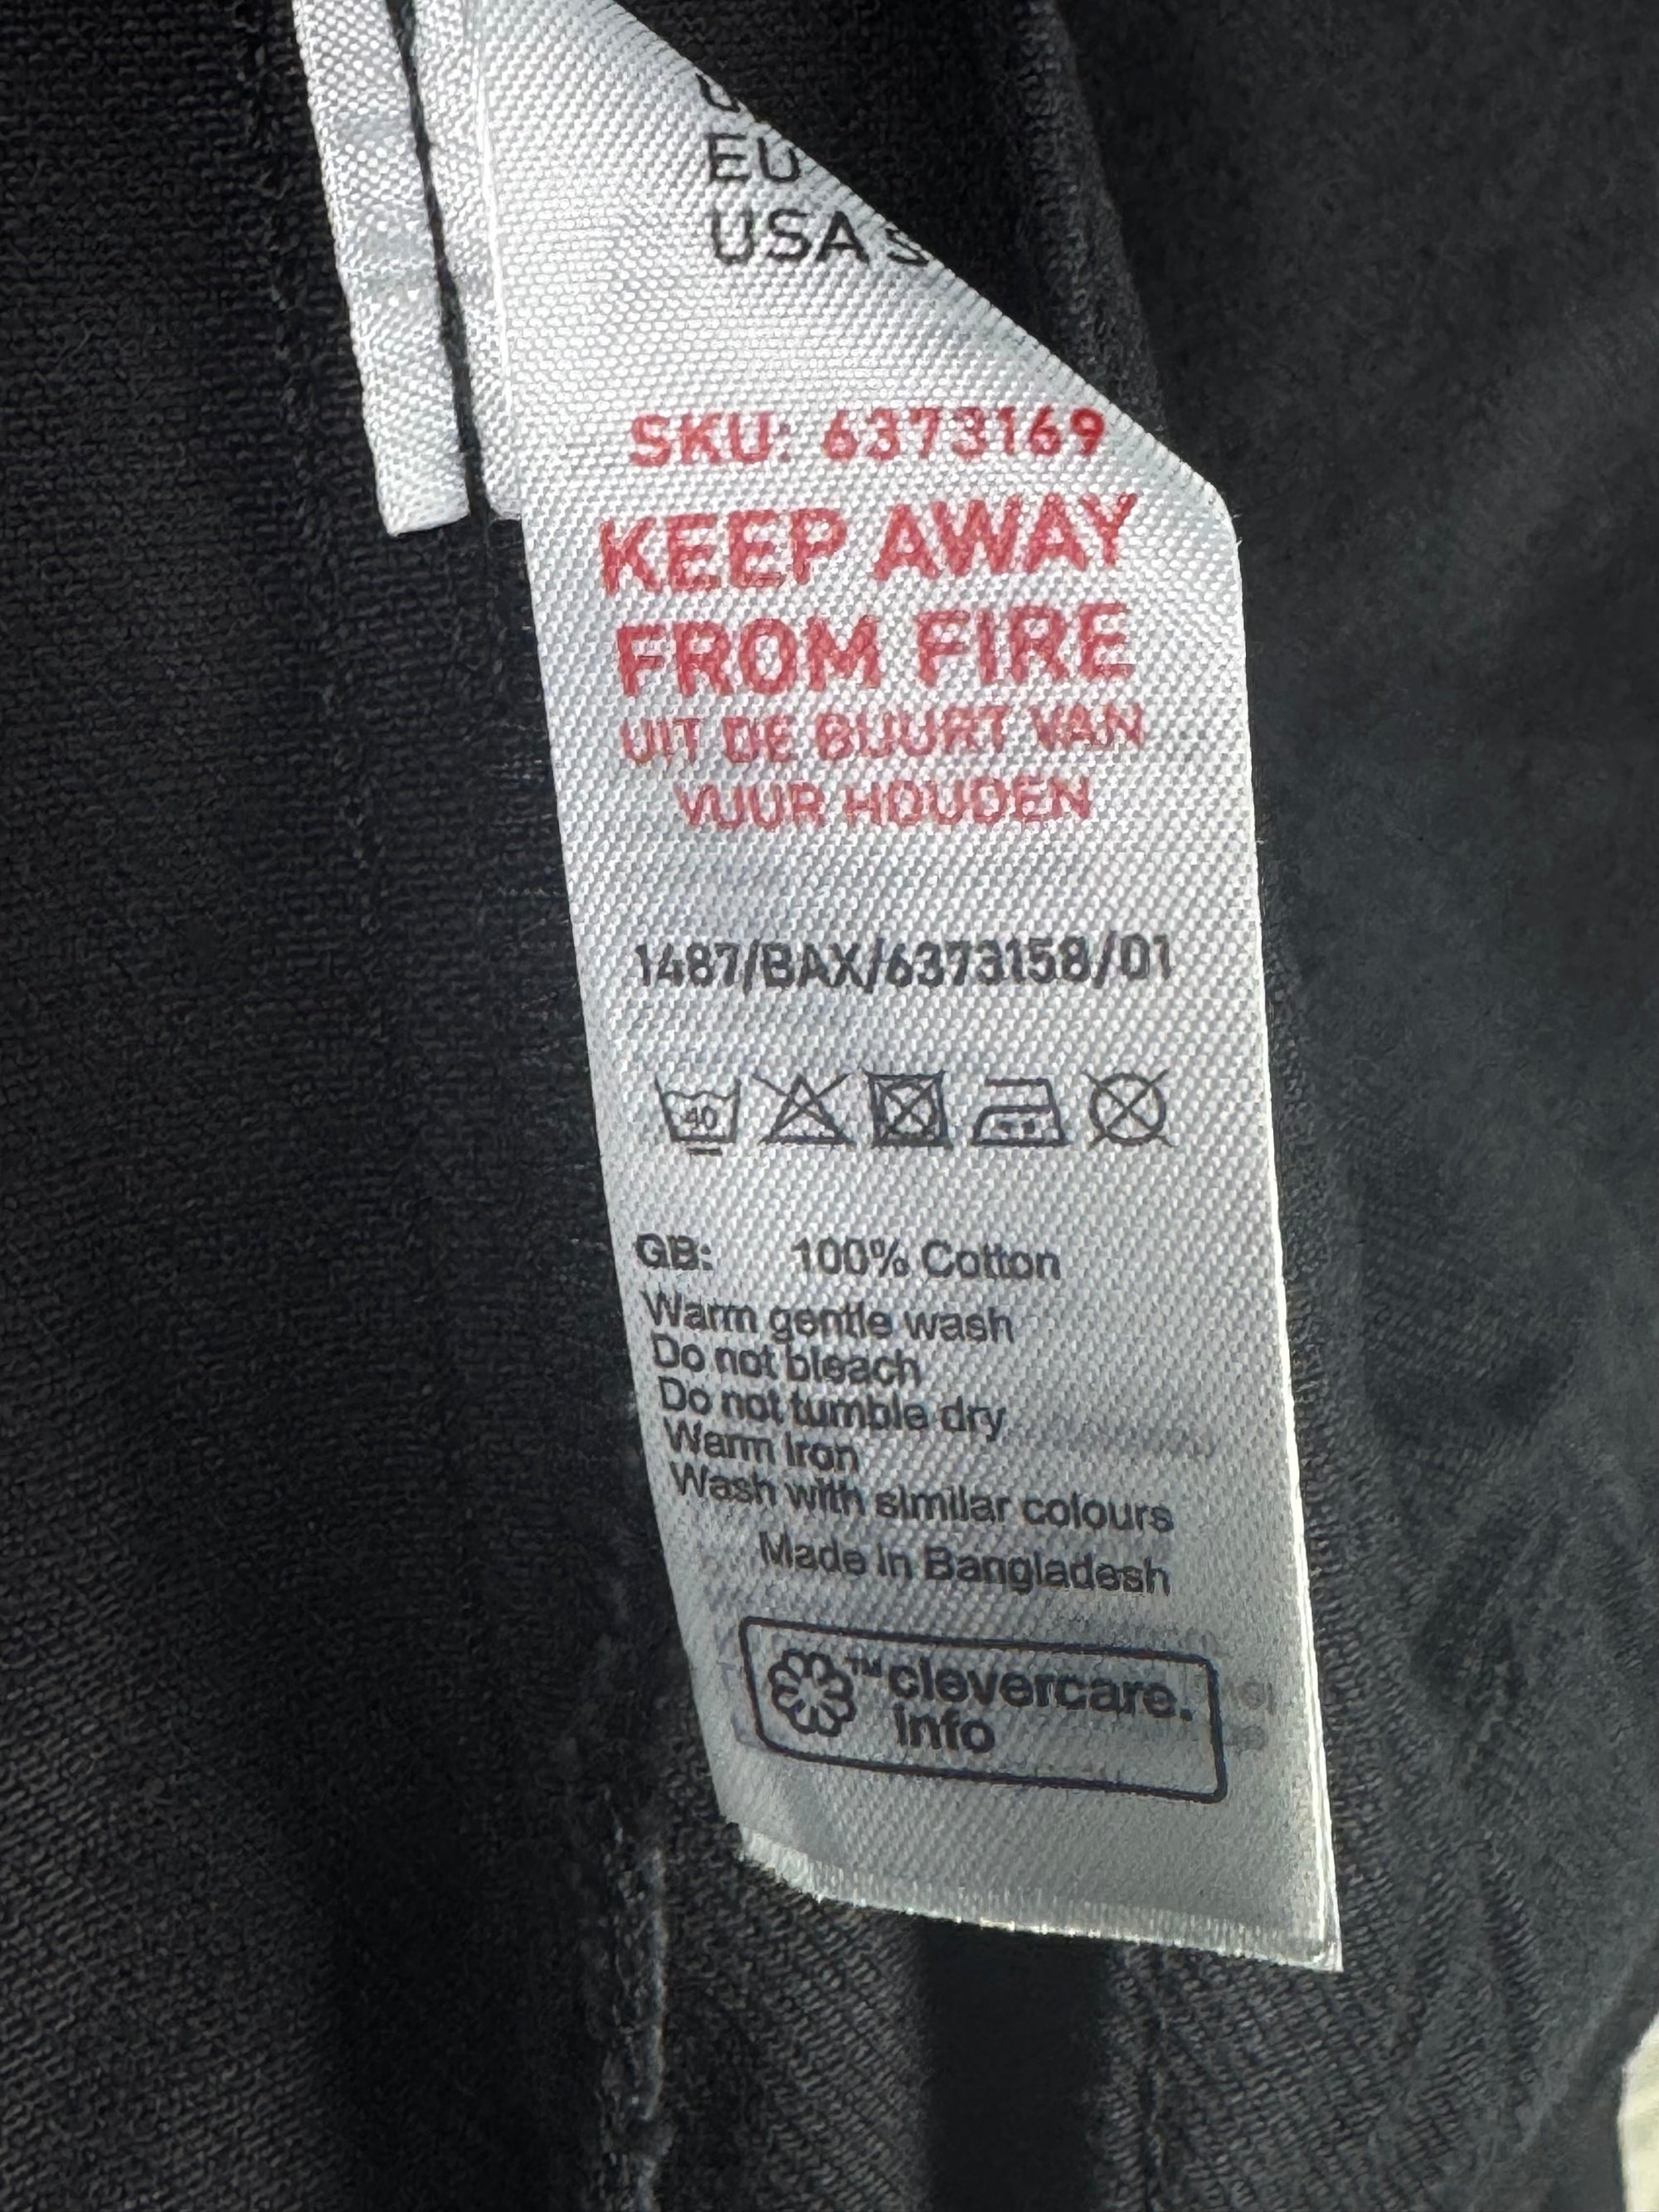 EU
USA S
SKU: 6373169
KEEP AWAY
FROM FIRE
UIT DE BUURT VAN
VUUR HOUDEN
1487/BAX/6373158/01
40
GB: 100% Cotton
Warm gentle wash
Do not bleach
Do not tumble dry
Warm Iron
Wash with similar colours
Made in Bangladesh
™clevercare.
info